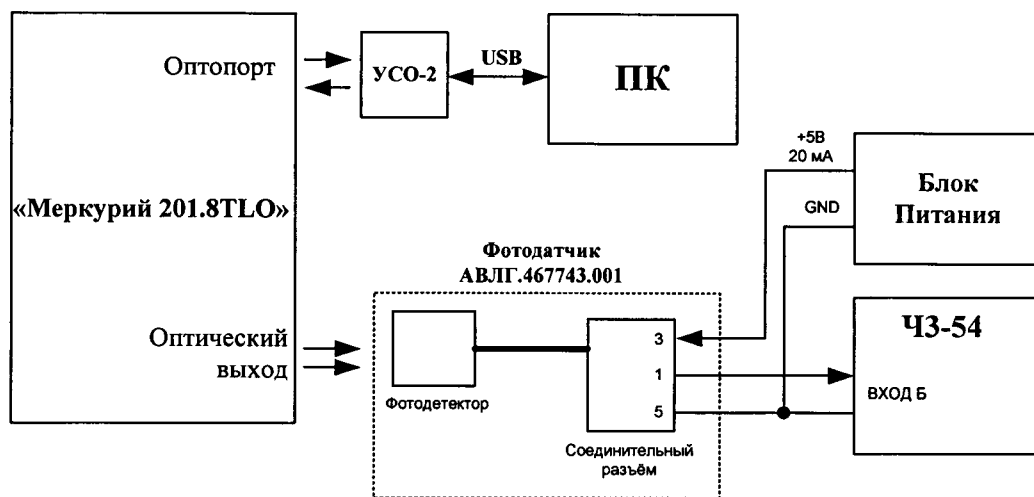 Оптопорт
УСО-2
USB
ПК
+5В
20 мА
GND
Блок
Питания
«Меркурий 201.8TLO»
Фотодатчик
АВЛГ.467743.001
Ч3-54
Оптический
выход
3
1
5
ВХОД Б
Фотодетектор
Соединительный
разъём